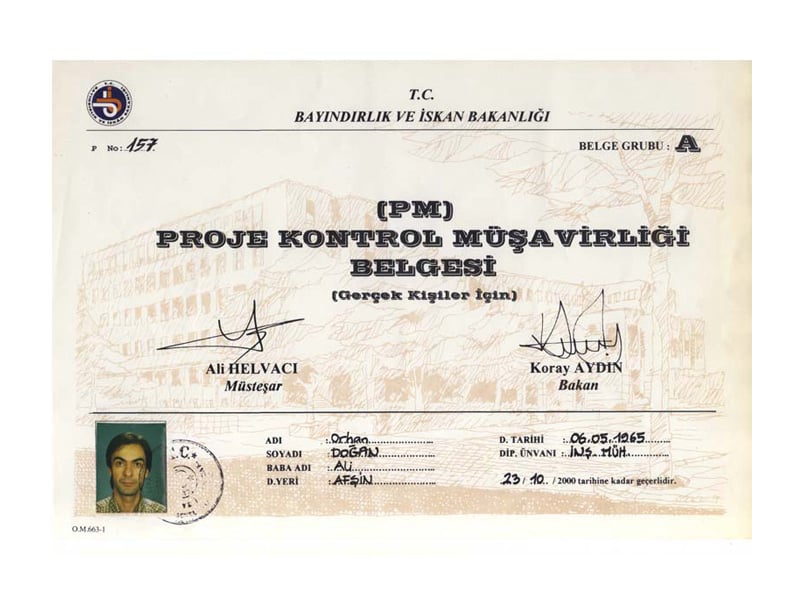 T.C.
BAYINDIRLIK VE İSKAN BAKANLIĞI
P No: 157
BELGE GRUBU : A
(PM)
PROJE KONTROL MÜŞAVİRLİĞİ
BELGESİ
(Gerçek Kişiler İçin)
Ali HELVACI
Müsteşar
Koray AYDIN
Bakan
ADI :.Orhan......................
SOYADI :.DOĞAN......................
BABA ADI :.ALi......................
D.YERİ :.AFŞİN......................
D. TARİHİ :..06.05.1965.........
DİP. ÜNVANI :..İNŞ. MÜH............
23 / 10.. / 2000 tarihine kadar geçerlidir.
T.C.
O.M.663-1